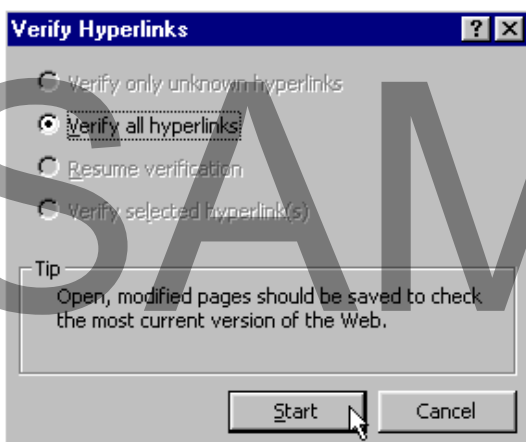 Verify Hyperlinks
Verify only unknown hyperlinks
Verify all hyperlinks
Resume verification
Verify selected hyperlink(s)
Tip
Open, modified pages should be saved to check
the most current version of the Web.
Start Cancel
SAM